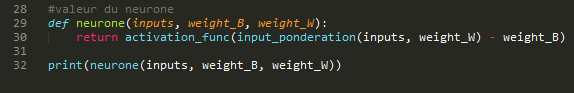 28 #valeur du neurone
29 def neurone(inputs, weight_B, weight_W):
30 return activation_func(input_ponderation(inputs, weight_W) - weight_B)
31
32 print(neurone(inputs, weight_B, weight_W))